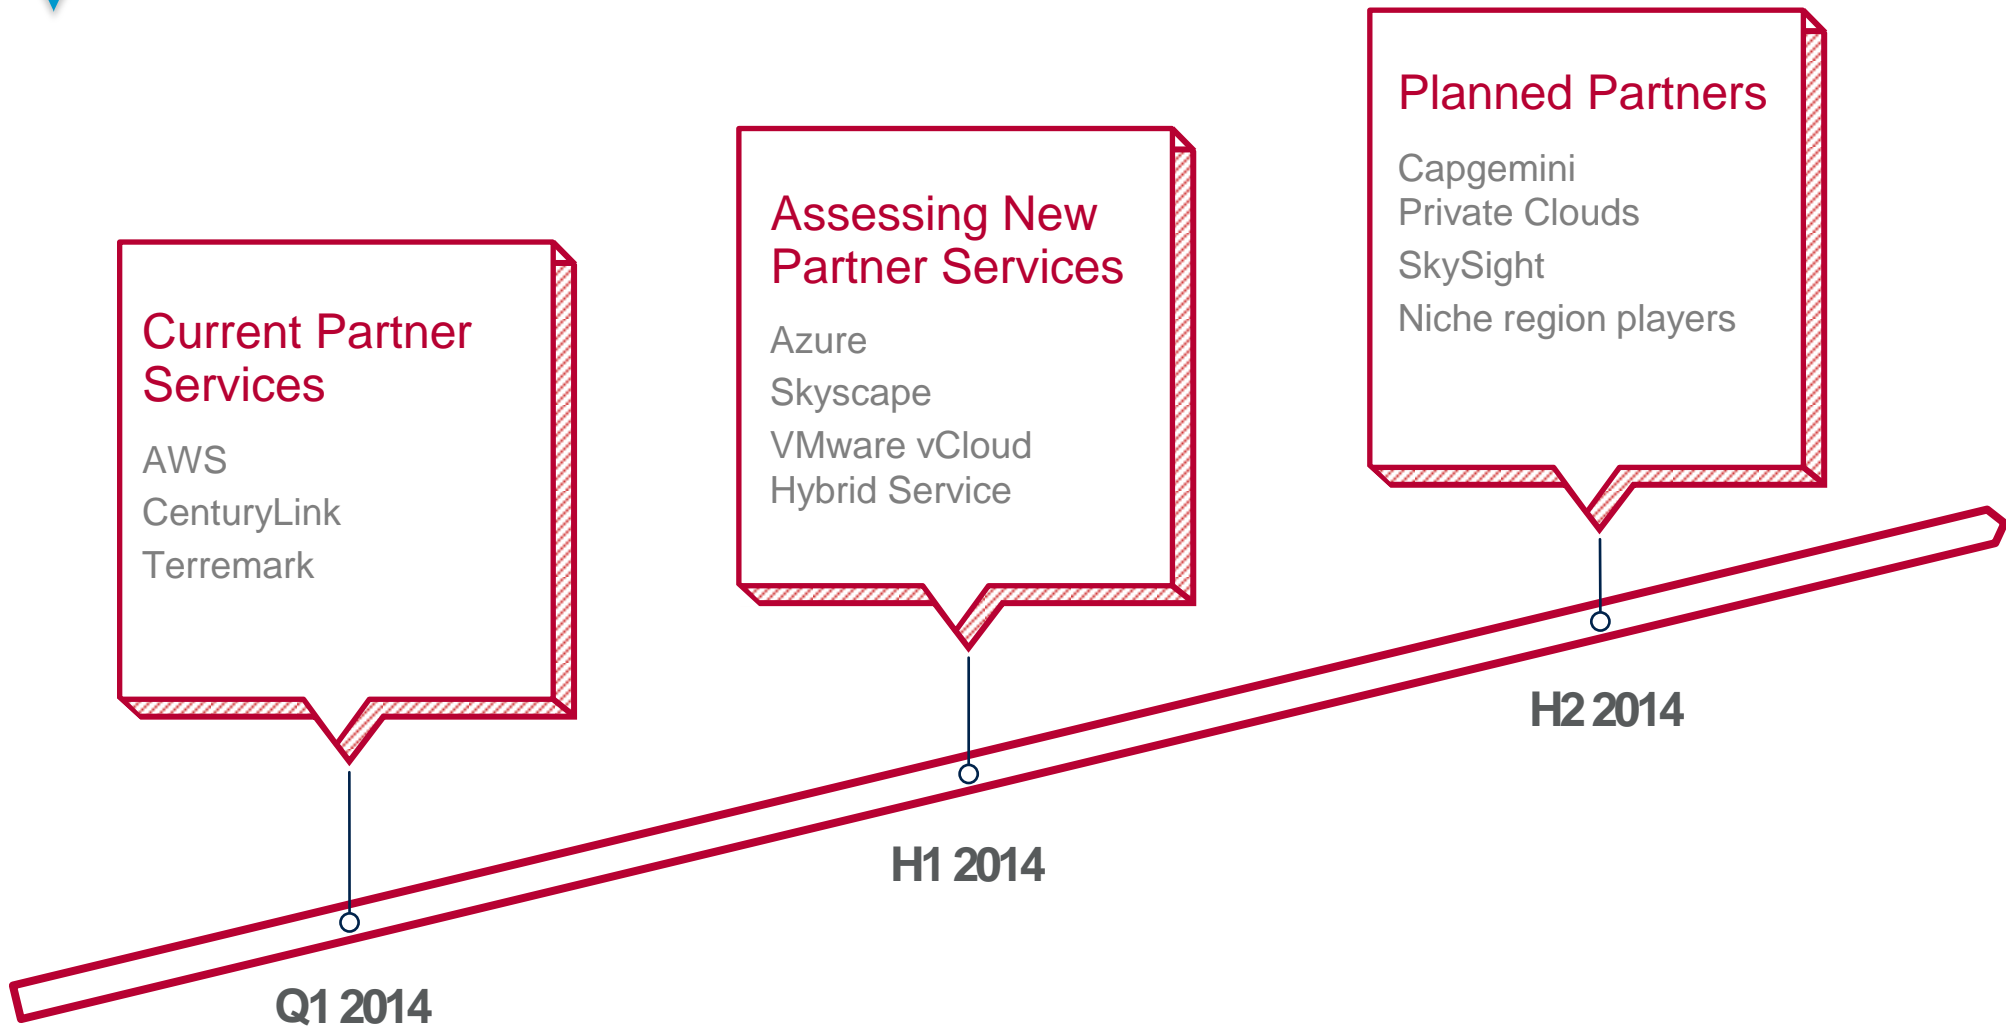 Current Partner
Services
AWS
CenturyLink
Terremark
Q1 2014
Assessing New
Partner Services
Azure
Skyscape
VMware vCloud
Hybrid Service
H1 2014
Planned Partners
Capgemini
Private Clouds
SkySight
Niche region players
H2 2014